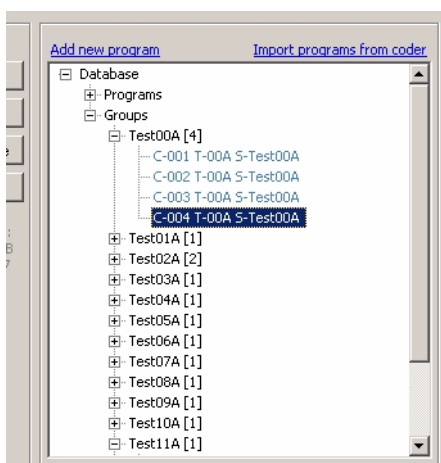 Add new program Import programs from coder
Database
Programs
Groups
Test00A [4]
C-001 T-00A S-Test00A
C-002 T-00A S-Test00A
C-003 T-00A S-Test00A
C-004 T-00A S-Test00A
Test01A [1]
Test02A [2]
Test03A [1]
Test04A [1]
Test05A [1]
Test06A [1]
Test07A [1]
Test08A [1]
Test09A [1]
Test10A [1]
Test11A [1]